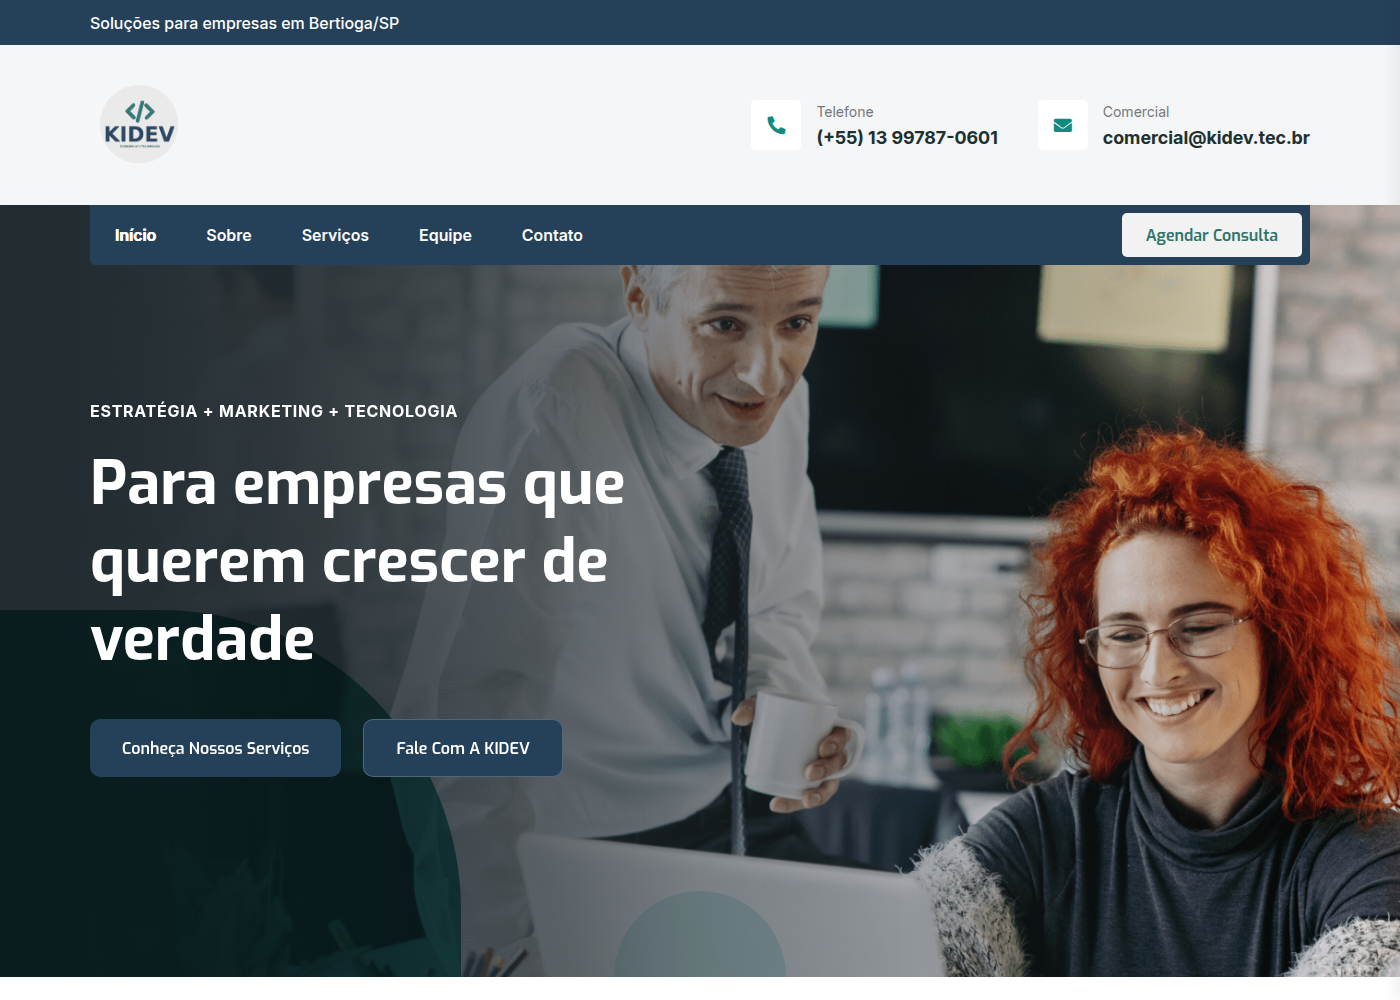 Soluções para empresas em Bertioga/SP
</>
KIDEV
Telefone
(+55) 13 99787-0601
Comercial
comercial@kidev.tec.br
Início
Sobre
Serviços
Equipe
Contato
Agendar Consulta
ESTRATÉGIA + MARKETING + TECNOLOGIA
Para empresas que
querem crescer de
verdade
Conheça Nossos Serviços
Fale Com A KIDEV